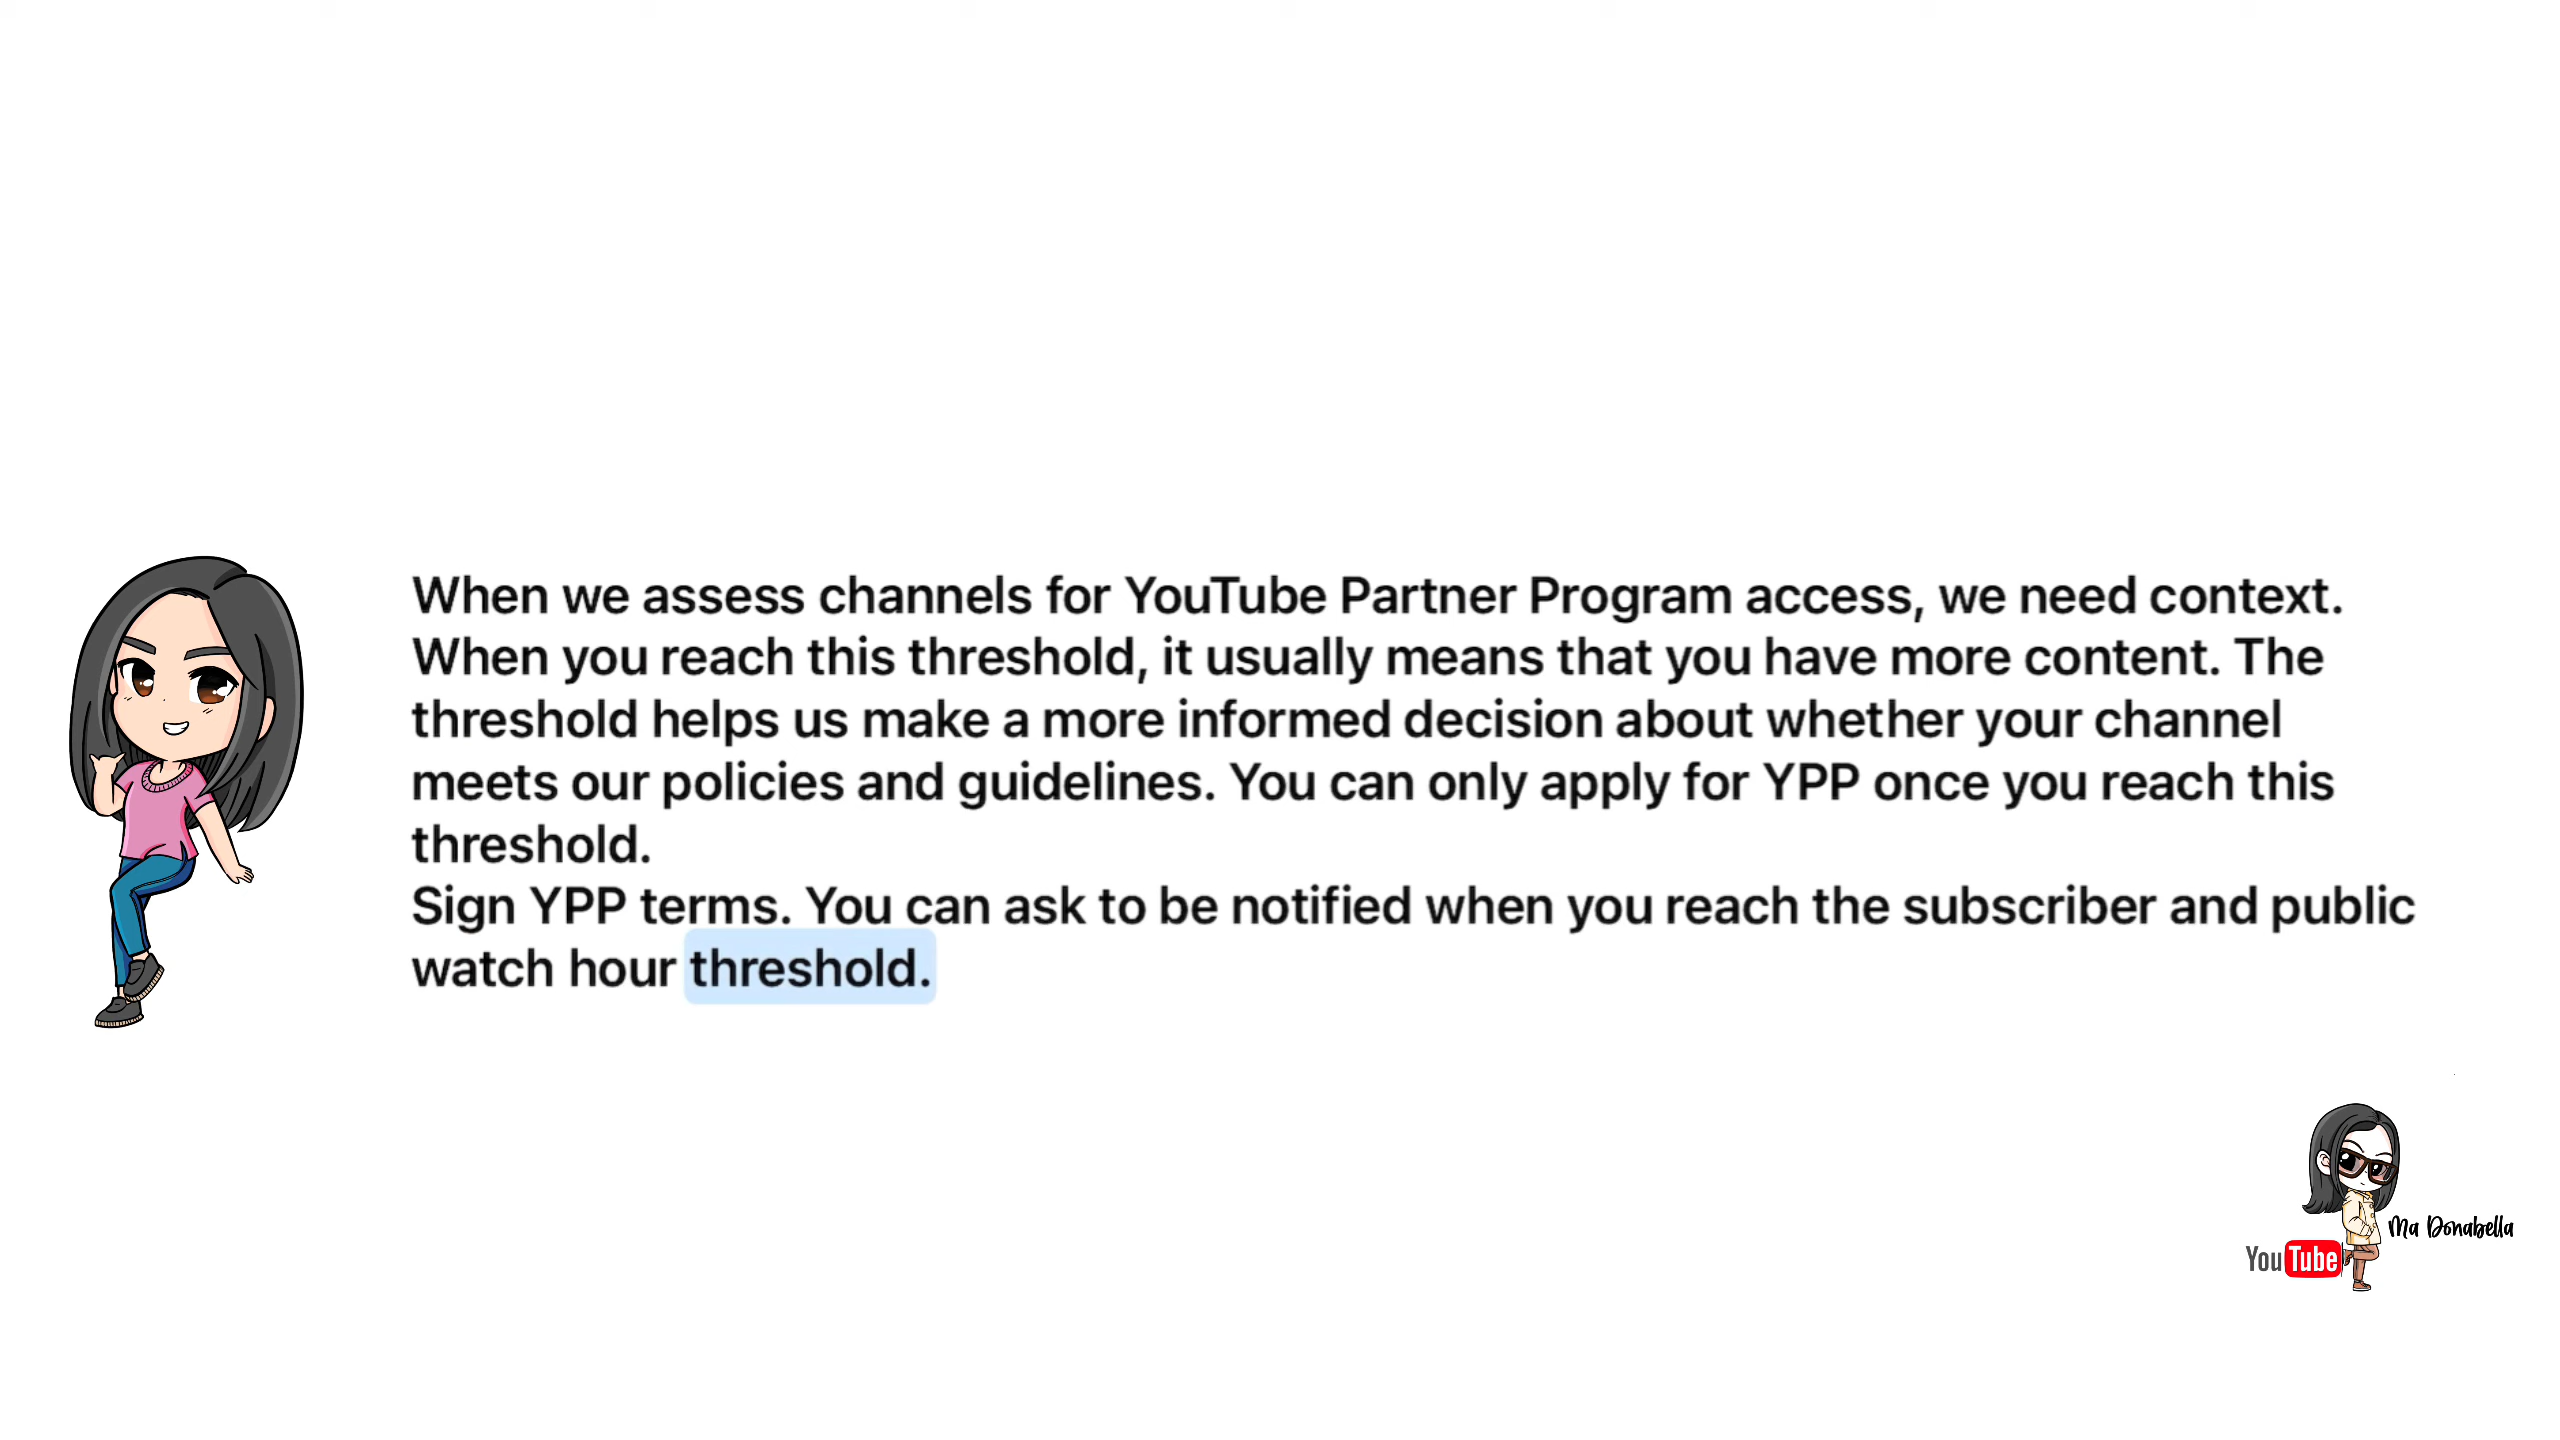 When we assess channels for YouTube Partner Program access, we need context.
When you reach this threshold, it usually means that you have more content. The
threshold helps us make a more informed decision about whether your channel
meets our policies and guidelines. You can only apply for YPP once you reach this
threshold.
Sign YPP terms. You can ask to be notified when you reach the subscriber and public
watch hour threshold.
Ma Donabella
YouTube